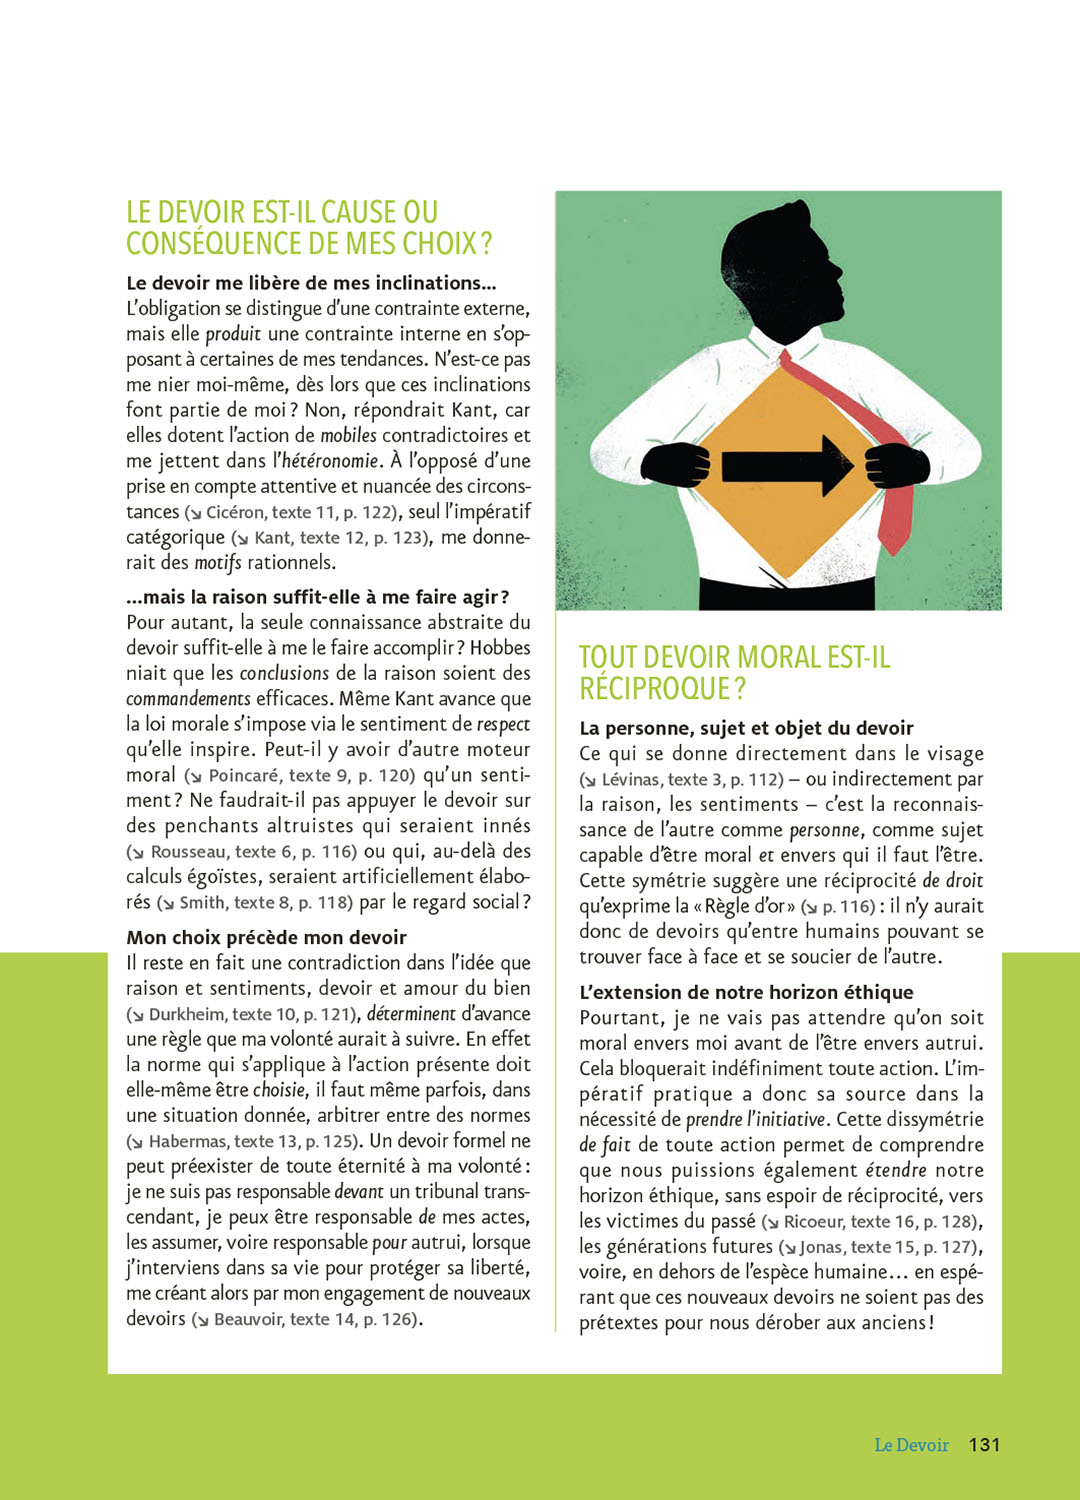 LE DEVOIR EST-IL CAUSE OU
CONSÉQUENCE DE MES CHOIX ?
Le devoir me libère de mes inclinations...
L’obligation se distingue d’une contrainte externe,
mais elle produit une contrainte interne en s’op-
posant à certaines de mes tendances. N’est-ce pas
me nier moi-même, dès lors que ces inclinations
font partie de moi ? Non, répondrait Kant, car
elles dotent l’action de mobiles contradictoires et
me jettent dans l’hétéronomie. À l’opposé d’une
prise en compte attentive et nuancée des circons-
tances (↘ Cicéron, texte 11, p. 122), seul l’impératif
catégorique (↘ Kant, texte 12, p. 123), me donne-
rait des motifs rationnels.
...mais la raison suffit-elle à me faire agir ?
Pour autant, la seule connaissance abstraite du
devoir suffit-elle à me le faire accomplir ? Hobbes
niait que les conclusions de la raison soient des
commandements efficaces. Même Kant avance que
la loi morale s’impose via le sentiment de respect
qu’elle inspire. Peut-il y avoir d’autre moteur
moral (↘ Poincaré, texte 9, p. 120) qu’un senti-
ment ? Ne faudrait-il pas appuyer le devoir sur
des penchants altruistes qui seraient innés
(↘ Rousseau, texte 6, p. 116) ou qui, au-delà des
calculs égoïstes, seraient artificiellement élabo-
rés (↘ Smith, texte 8, p. 118) par le regard social ?
Mon choix précède mon devoir
Il reste en fait une contradiction dans l’idée que
raison et sentiments, devoir et amour du bien
(↘ Durkheim, texte 10, p. 121), déterminent d’avance
une règle que ma volonté aurait à suivre. En effet
la norme qui s’applique à l’action présente doit
elle-même être choisie, il faut même parfois, dans
une situation donnée, arbitrer entre des normes
(↘ Habermas, texte 13, p. 125). Un devoir formel ne
peut préexister de toute éternité à ma volonté :
je ne suis pas responsable devant un tribunal trans-
cendant, je peux être responsable de mes actes,
les assumer, voire responsable pour autrui, lorsque
j’interviens dans sa vie pour protéger sa liberté,
me créant alors par mon engagement de nouveaux
devoirs (↘ Beauvoir, texte 14, p. 126).
TOUT DEVOIR MORAL EST-IL
RÉCIPROQUE ?
La personne, sujet et objet du devoir
Ce qui se donne directement dans le visage
(↘ Lévinas, texte 3, p. 112) – ou indirectement par
la raison, les sentiments – c’est la reconnais-
sance de l’autre comme personne, comme sujet
capable d’être moral et envers qui il faut l’être.
Cette symétrie suggère une réciprocité de droit
qu’exprime la « Règle d’or » (↘ p. 116) : il n’y aurait
donc de devoirs qu’entre humains pouvant se
trouver face à face et se soucier de l’autre.
L’extension de notre horizon éthique
Pourtant, je ne vais pas attendre qu’on soit
moral envers moi avant de l’être envers autrui.
Cela bloquerait indéfiniment toute action. L’im-
pératif pratique a donc sa source dans la
nécessité de prendre l’initiative. Cette dissymétrie
de fait de toute action permet de comprendre
que nous puissions également étendre notre
horizon éthique, sans espoir de réciprocité, vers
les victimes du passé (↘ Ricoeur, texte 16, p. 128),
les générations futures (↘ Jonas, texte 15, p. 127),
voire, en dehors de l’espèce humaine... en espé-
rant que ces nouveaux devoirs ne soient pas des
prétextes pour nous dérober aux anciens !
Le Devoir 131